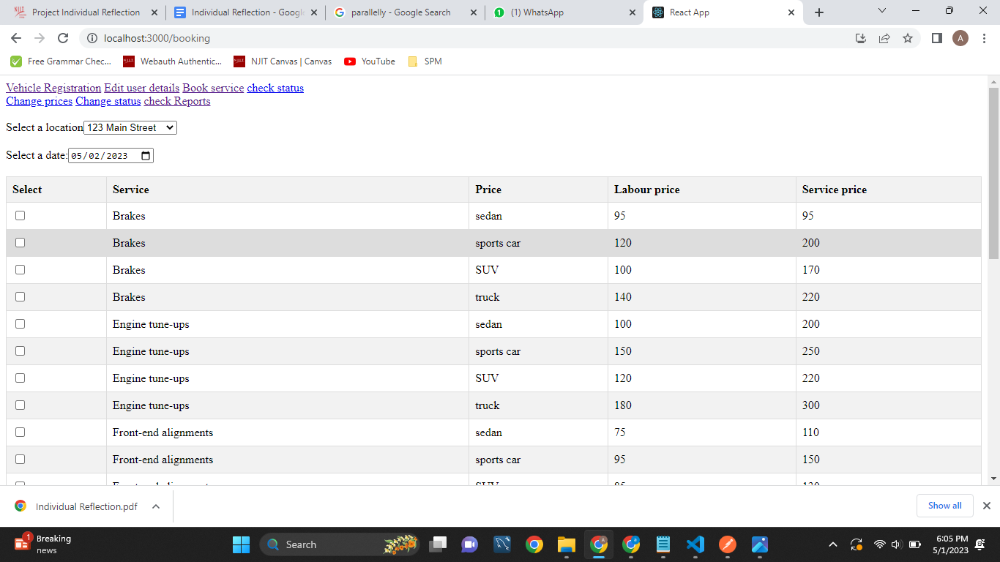 Project Individual Reflection
Individual Reflection - Googl
parallelly - Google Search
(1) WhatsApp
React App
localhost:3000/booking
A
Free Grammar Chec...
Webauth Authentic...
NJIT Canvas | Canvas
YouTube
SPM
Vehicle Registration Edit user details Book service check status
Change prices Change status check Reports
Select a location 123 Main Street
Select a date: 05/02/2023
Select Service Price Labour price Service price
Brakes sedan 95 95
Brakes sports car 120 200
Brakes SUV 100 170
Brakes truck 140 220
Engine tune-ups sedan 100 200
Engine tune-ups sports car 150 250
Engine tune-ups SUV 120 220
Engine tune-ups truck 180 300
Front-end alignments sedan 75 110
Front-end alignments sports car 95 150
Individual Reflection.pdf
Show all
1
Breaking
news
Search
6:05 PM
5/1/2023